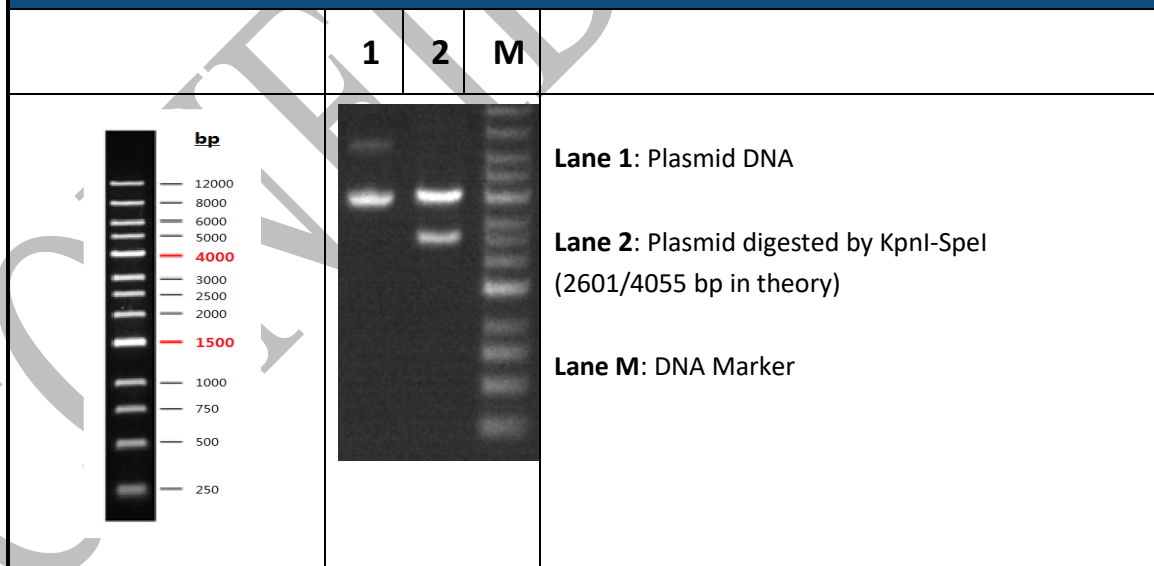 1 2 M
bp
12000
8000
6000
5000
4000
3000
2500
2000
1500
1000
750
500
250
Lane 1: Plasmid DNA
Lane 2: Plasmid digested by KpnI-SpeI
(2601/4055 bp in theory)
Lane M: DNA Marker